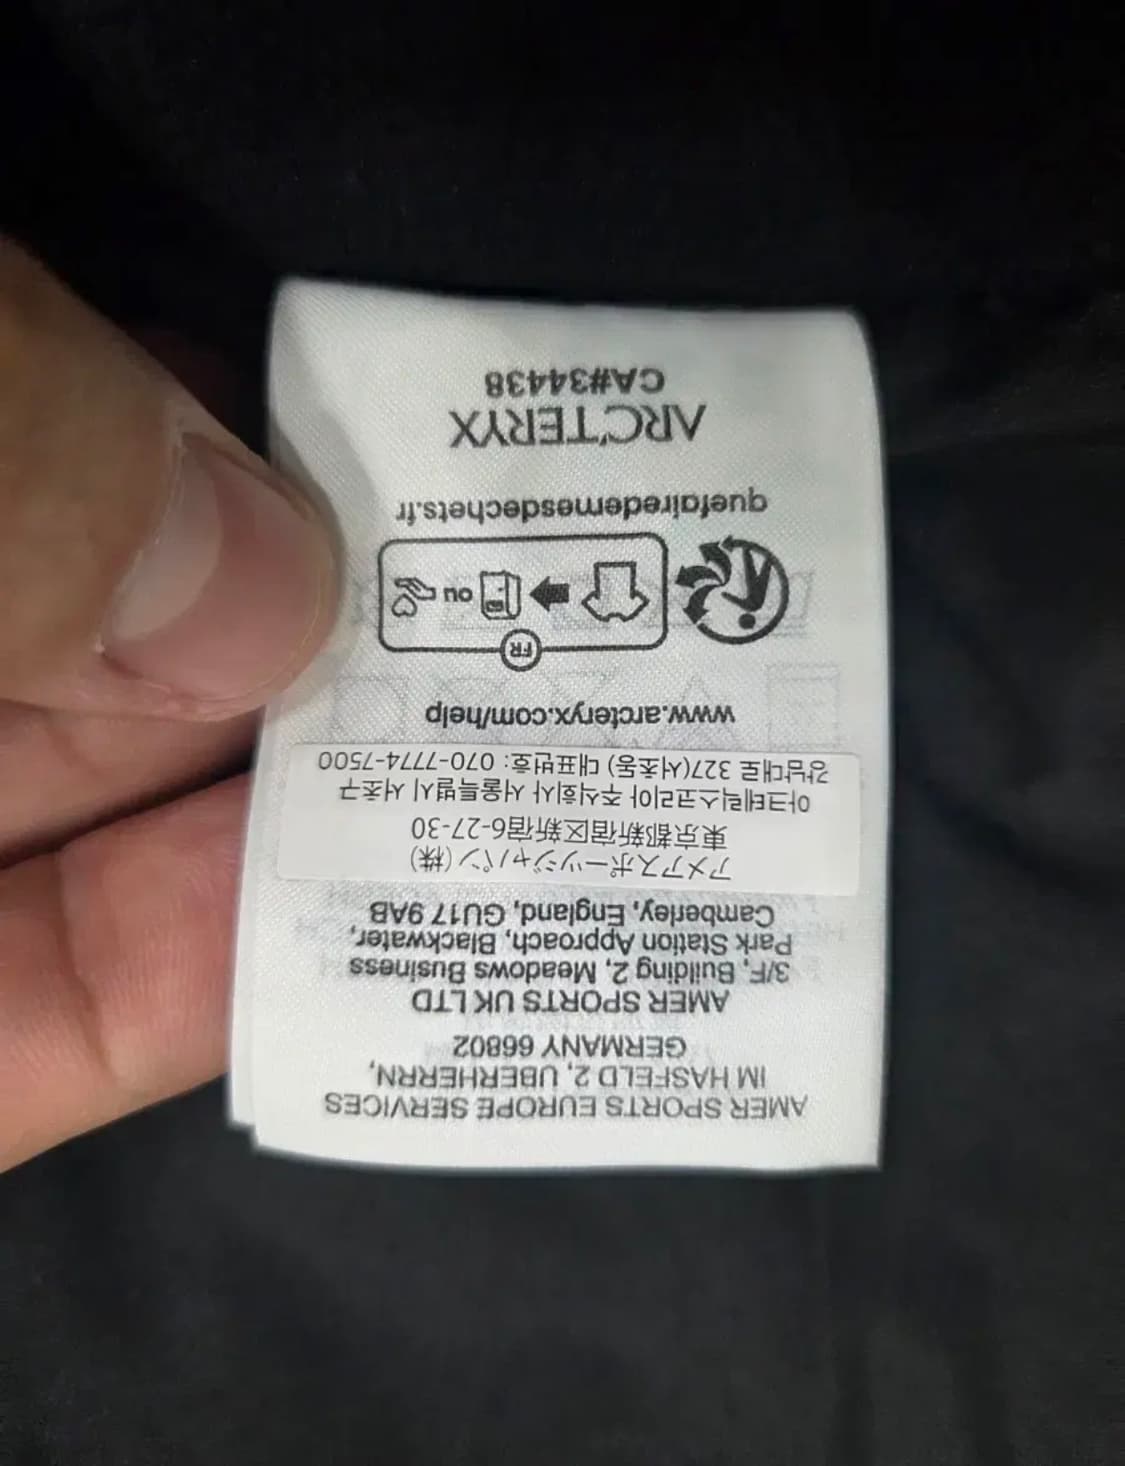 AMER SPORTS EUROPE SERVICES
IM HASFELD 2, UBERHERRN,
GERMANY 66802
AMER SPORTS UK LTD
3/F, Building 2, Meadows Business
Park Station Approach, Blackwater,
Camberley, England, GU17 9AB
アメアスポーツジャパン(株)
東京都新宿区新宿6-27-30
아크테릭스코리아 주식회사 서울특별시 서초구
강남대로 327(서초동) 대표번호: 070-7774-7500
www.arcteryx.com/help
FR
ou
quefairedemesdechets.fr
ARC'TERYX
CA#34438